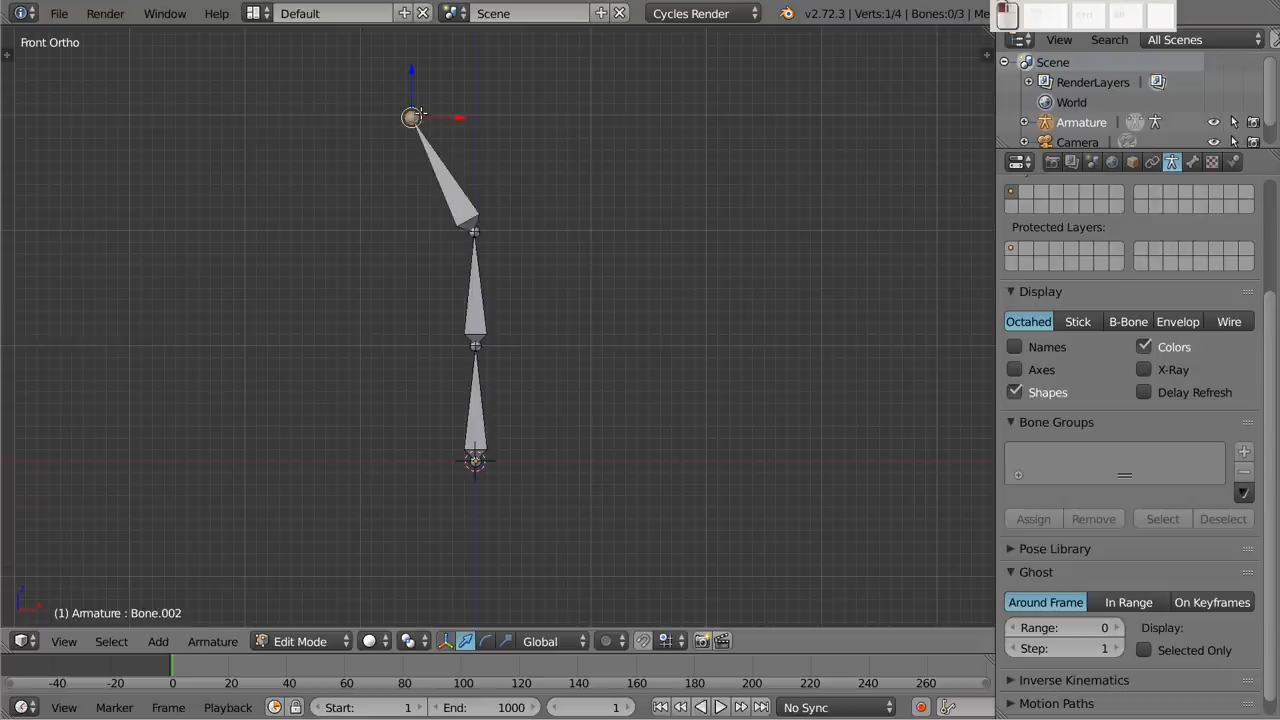 File Render Window Help Default Scene Cycles Render v2.72.3 | Verts:1/4 | Bones:0/3 | Me
Ctrl Alt
Front Ortho
View Search All Scenes
Scene
RenderLayers
World
Armature
Camera
Protected Layers:
Display
Octahed Stick B-Bone Envelop Wire
Names Colors
Axes X-Ray
Shapes Delay Refresh
Bone Groups
Assign Remove Select Deselect
Pose Library
Ghost
Around Frame In Range On Keyframes
Range: 0 Display:
Step: 1 Selected Only
Inverse Kinematics
Motion Paths
z
x
(1) Armature : Bone.002
View Select Add Armature Edit Mode Global
-40 -20 0 20 40 60 80 100 120 140 160 180 200 220 240 260
View Marker Frame Playback Start: 1 End: 1000 1 No Sync